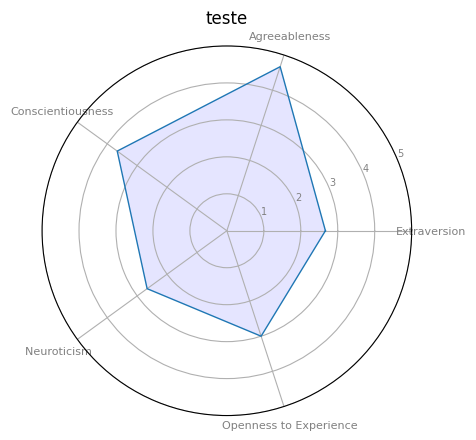 teste
Agreeableness
Conscientiousness
5
4
3
2
1
Extraversion
Neuroticism
Openness to Experience